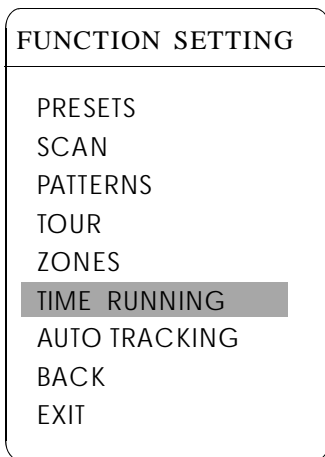 FUNCTION SETTING
PRESETS
SCAN
PATTERNS
TOUR
ZONES
TIME RUNNING
AUTO TRACKING
BACK
EXIT